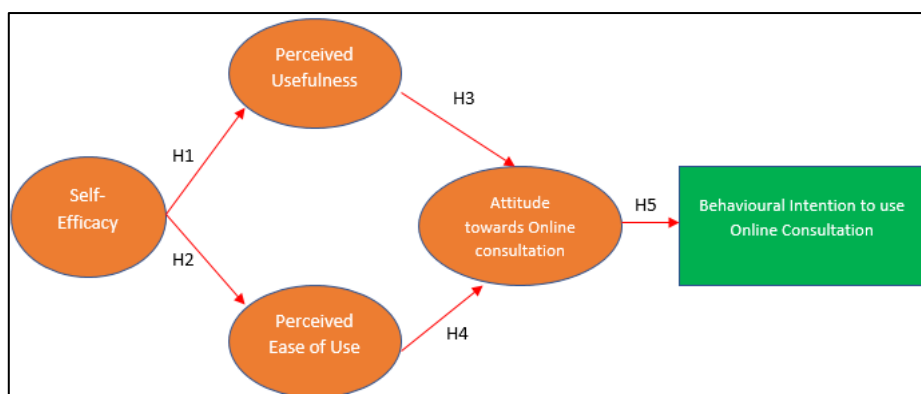 Perceived
Usefulness
H3
H1
Self-
Efficacy
Attitude
towards Online
consultation
H5
Behavioural Intention to use
Online Consultation
H2
Perceived
Ease of Use
H4